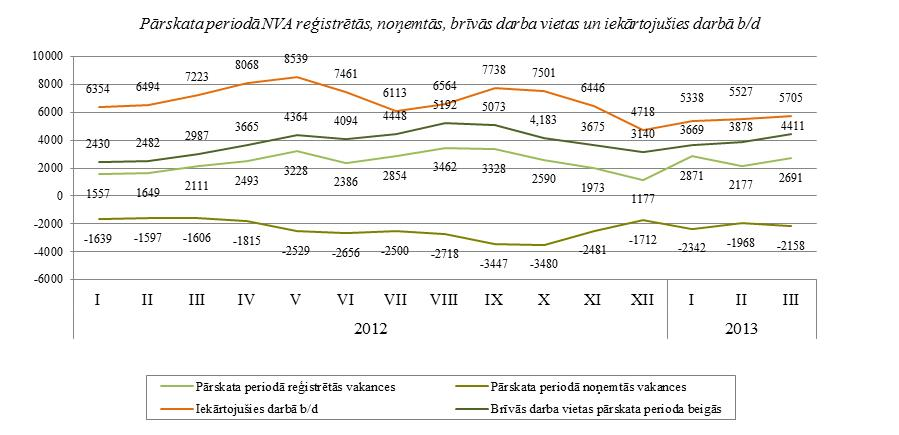 Pārskata periodā NVA reģistrētās, noņemtās, brīvās darba vietas un iekārtojušies darbā b/d
10000
8000
6000
4000
2000
0
-2000
-4000
-6000
6354 6494 7223 8068 8539 7461 6113 6564 7738 7501 6446 4718 5338 5527 5705
2430 2482 2987 3665 4364 4094 4448 5192 5073 4,183 3675 3140 3669 3878 4411
1557 1649 2111 2493 3228 2386 2854 3462 3328 2590 1973 1177 2871 2177 2691
-1639 -1597 -1606 -1815 -2529 -2656 -2500 -2718 -3447 -3480 -2481 -1712 -2342 -1968 -2158
I II III IV V VI VII VIII IX X XI XII I II III
2012 2013
Pārskata periodā reģistrētās vakances Pārskata periodā noņemtās vakances
Iekārtojušies darbā b/d Brīvās darba vietas pārskata perioda beigās